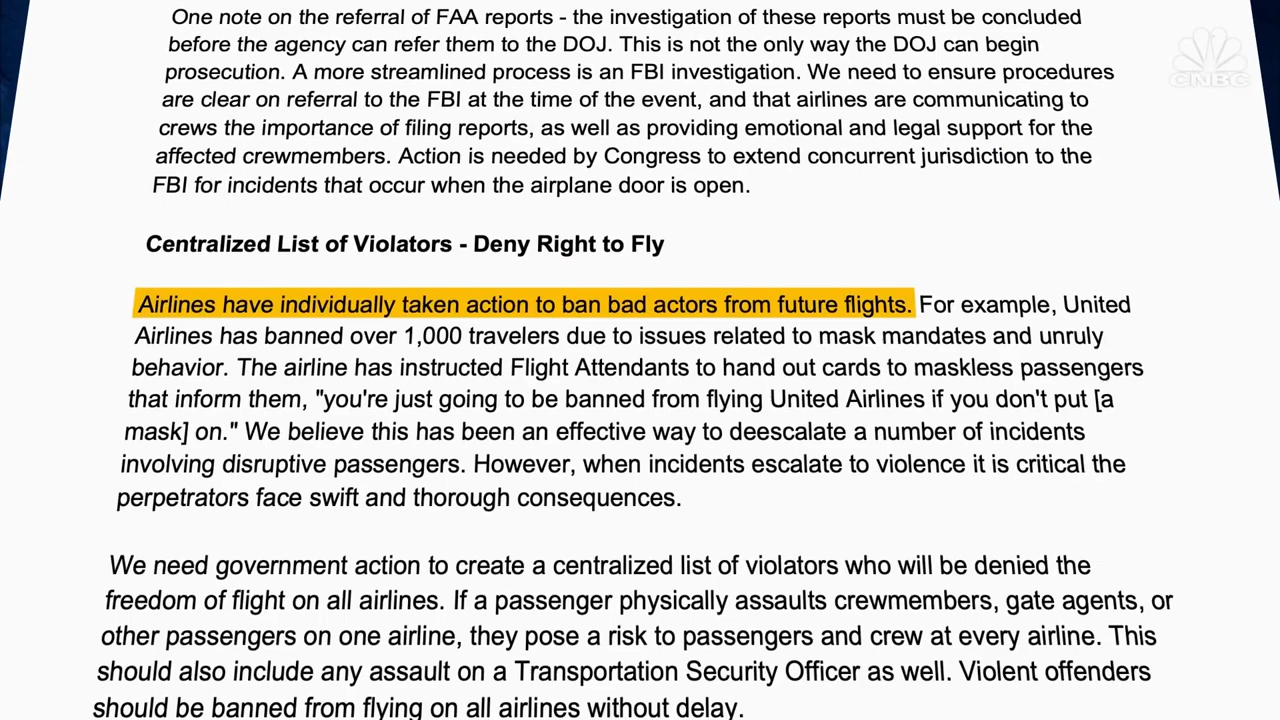 One note on the referral of FAA reports - the investigation of these reports must be concluded
before the agency can refer them to the DOJ. This is not the only way the DOJ can begin
prosecution. A more streamlined process is an FBI investigation. We need to ensure procedures
are clear on referral to the FBI at the time of the event, and that airlines are communicating to
crews the importance of filing reports, as well as providing emotional and legal support for the
affected crewmembers. Action is needed by Congress to extend concurrent jurisdiction to the
FBI for incidents that occur when the airplane door is open.
Centralized List of Violators - Deny Right to Fly
Airlines have individually taken action to ban bad actors from future flights. For example, United
Airlines has banned over 1,000 travelers due to issues related to mask mandates and unruly
behavior. The airline has instructed Flight Attendants to hand out cards to maskless passengers
that inform them, "you're just going to be banned from flying United Airlines if you don't put [a
mask] on." We believe this has been an effective way to deescalate a number of incidents
involving disruptive passengers. However, when incidents escalate to violence it is critical the
perpetrators face swift and thorough consequences.
We need government action to create a centralized list of violators who will be denied the
freedom of flight on all airlines. If a passenger physically assaults crewmembers, gate agents, or
other passengers on one airline, they pose a risk to passengers and crew at every airline. This
should also include any assault on a Transportation Security Officer as well. Violent offenders
should be banned from flying on all airlines without delay.
CNBC